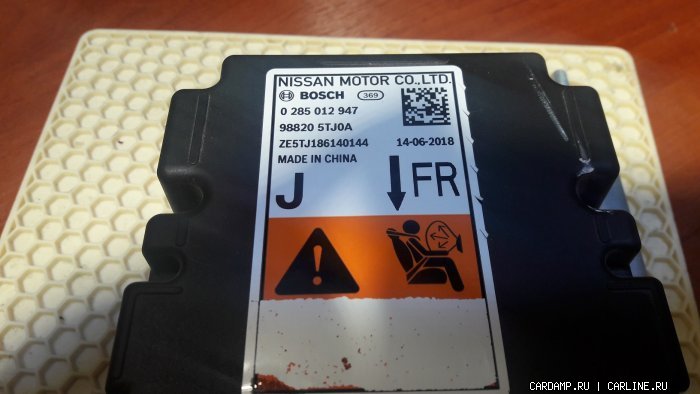 NISSAN MOTOR CO.,LTD.
BOSCH 369
0 285 012 947
98820 5TJ0A
ZE5TJ186140144 14-06-2018
MADE IN CHINA
J FR
CARDAMP.RU | CARLINE.RU